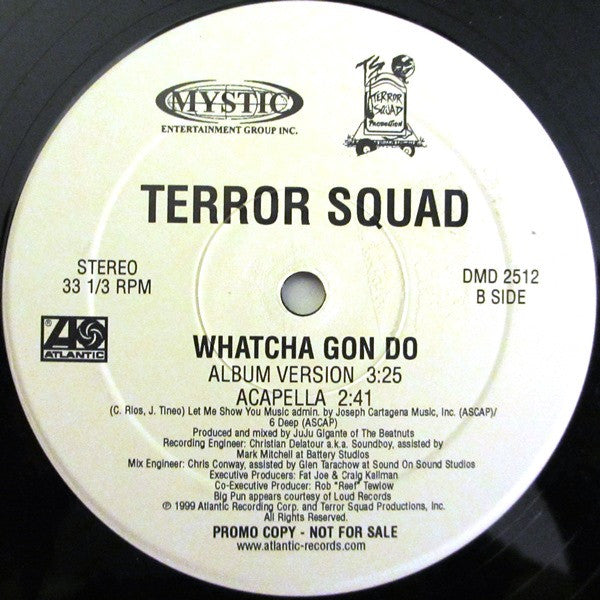 MYSTIC
ENTERTAINMENT GROUP INC.
TS
TERROR
SQUAD
PRODUCTION
TERROR SQUAD
STEREO
33 1/3 RPM
DMD 2512
B SIDE
ATLANTIC
WHATCHA GON DO
ALBUM VERSION 3:25
ACAPELLA 2:41
(C. Rios, J. Tineo) Let Me Show You Music admin. by Joseph Cartagena Music, Inc. (ASCAP)/
6 Deep (ASCAP)
Produced and mixed by JuJu Gigante of The Beatnuts
Recording Engineer: Christian Delatour a.k.a. Soundboy, assisted by
Mark Mitchell at Battery Studios
Mix Engineer: Chris Conway, assisted by Glen Tarachow at Sound On Sound Studios
Executive Producers: Fat Joe & Craig Kallman
Co-Executive Producer: Rob "Reef" Tewlow
Big Pun appears courtesy of Loud Records
℗ 1999 Atlantic Recording Corp. and Terror Squad Productions, Inc.
All Rights Reserved.
PROMO COPY - NOT FOR SALE
www.atlantic-records.com